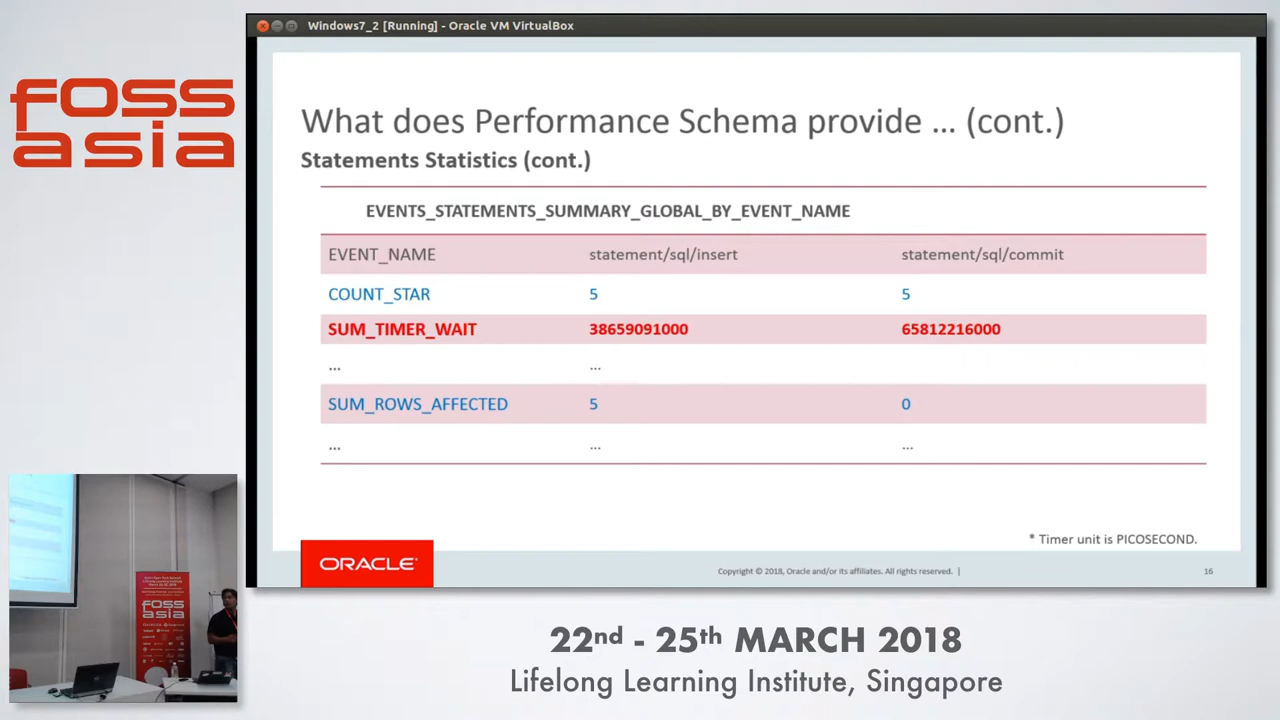 foss
asia
Windows7_2 [Running] - Oracle VM VirtualBox
What does Performance Schema provide ... (cont.)
Statements Statistics (cont.)
EVENTS_STATEMENTS_SUMMARY_GLOBAL_BY_EVENT_NAME
EVENT_NAME statement/sql/insert statement/sql/commit
COUNT_STAR 5 5
SUM_TIMER_WAIT 38659091000 65812216000
... ...
SUM_ROWS_AFFECTED 5 0
... ... ...
* Timer unit is PICOSECOND.
ORACLE
Copyright © 2018, Oracle and/or its affiliates. All rights reserved. |
16
foss
asia
22nd - 25th MARCH 2018
Lifelong Learning Institute, Singapore